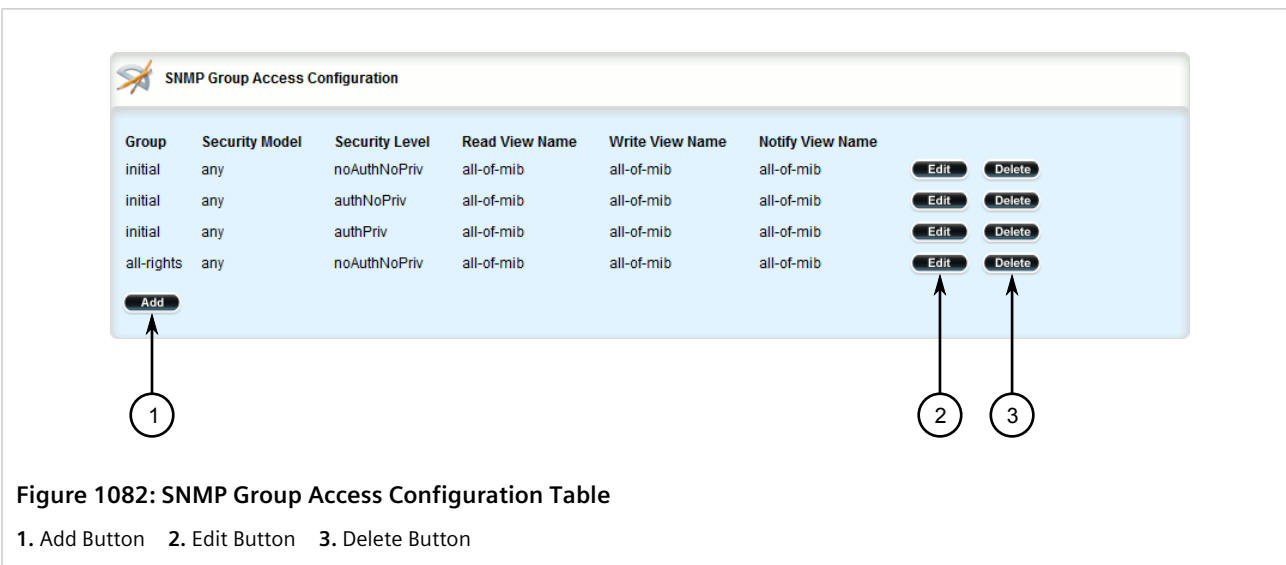 SNMP Group Access Configuration
Group Security Model Security Level Read View Name Write View Name Notify View Name
initial any noAuthNoPriv all-of-mib all-of-mib all-of-mib Edit Delete
initial any authNoPriv all-of-mib all-of-mib all-of-mib Edit Delete
initial any authPriv all-of-mib all-of-mib all-of-mib Edit Delete
all-rights any noAuthNoPriv all-of-mib all-of-mib all-of-mib Edit Delete
Add
1 2 3
Figure 1082: SNMP Group Access Configuration Table
1. Add Button 2. Edit Button 3. Delete Button